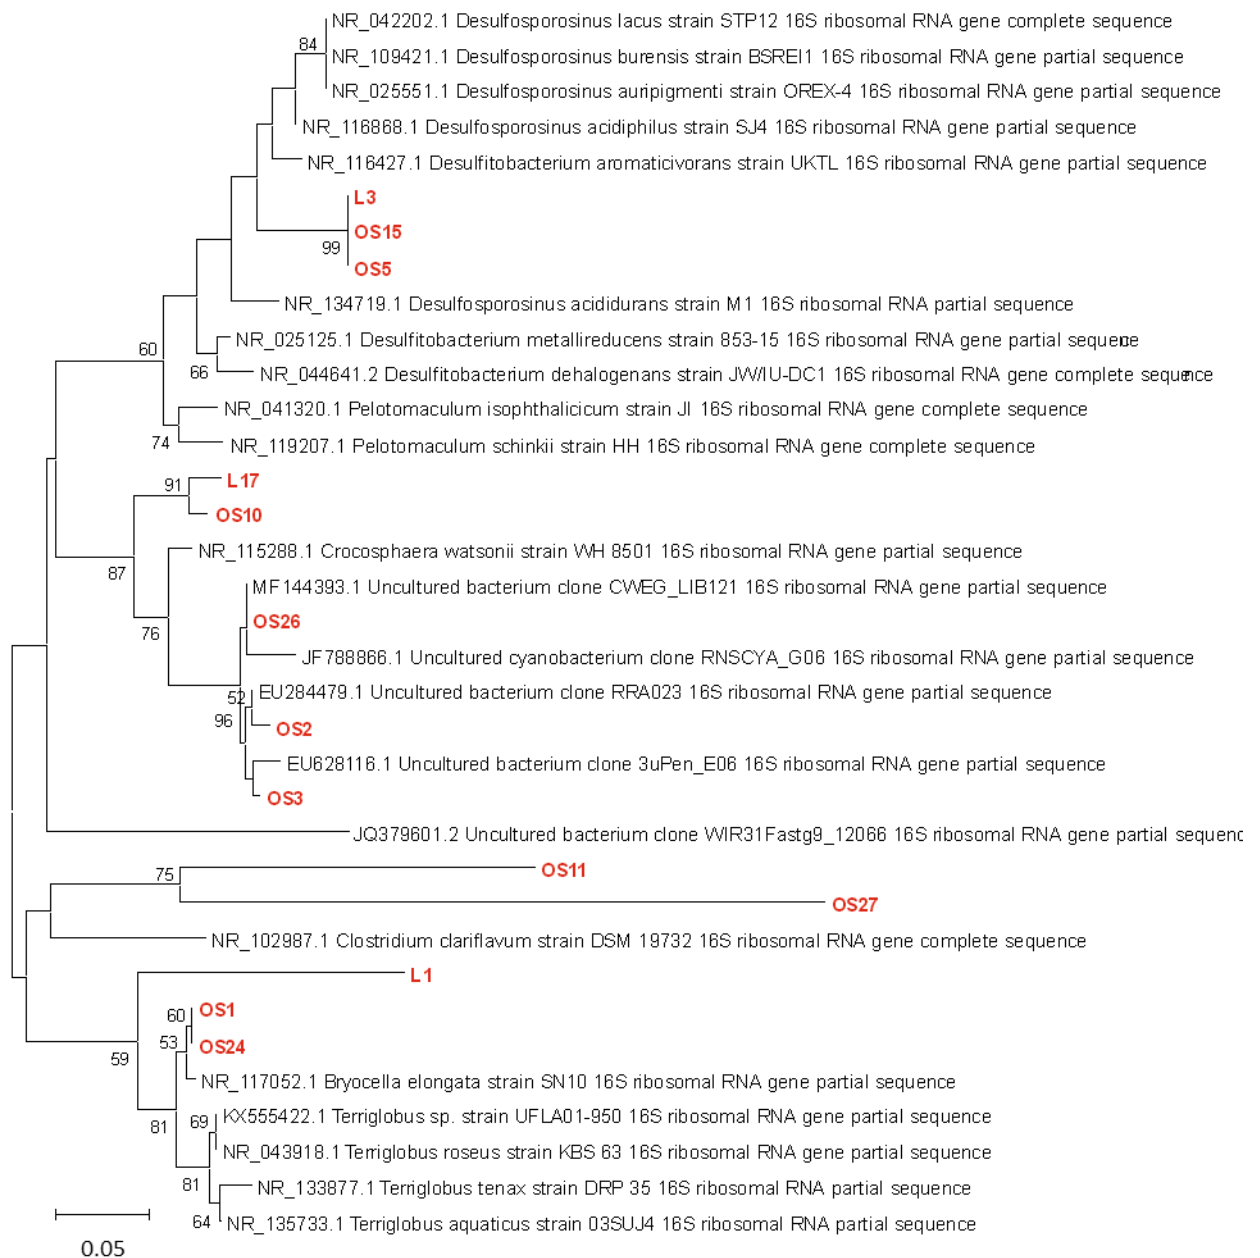 NR_042202.1 Desulfosporosinus lacus strain STP12 16S ribosomal RNA gene complete sequence
84
NR_109421.1 Desulfosporosinus burensis strain BSREI1 16S ribosomal RNA gene partial sequence
NR_025551.1 Desulfosporosinus auripigmenti strain OREX-4 16S ribosomal RNA gene partial sequence
NR_116868.1 Desulfosporosinus acidiphilus strain SJ4 16S ribosomal RNA gene partial sequence
NR_116427.1 Desulfitobacterium aromaticivorans strain UKTL 16S ribosomal RNA gene partial sequence
L3
OS15
99
OS5
NR_134719.1 Desulfosporosinus acididurans strain M1 16S ribosomal RNA partial sequence
NR_025125.1 Desulfitobacterium metallireducens strain 853-15 16S ribosomal RNA gene partial sequence
60
66
NR_044641.2 Desulfitobacterium dehalogenans strain JW/IU-DC1 16S ribosomal RNA gene complete sequence
NR_041320.1 Pelotomaculum isophthalicicum strain JI 16S ribosomal RNA gene complete sequence
74
NR_119207.1 Pelotomaculum schinkii strain HH 16S ribosomal RNA gene complete sequence
91
L17
OS10
NR_115288.1 Crocosphaera watsonii strain WH 8501 16S ribosomal RNA gene partial sequence
87
MF144393.1 Uncultured bacterium clone CWEG_LIB121 16S ribosomal RNA gene partial sequence
OS26
76
JF788866.1 Uncultured cyanobacterium clone RNSCYA_G06 16S ribosomal RNA gene partial sequence
52
EU284479.1 Uncultured bacterium clone RRA023 16S ribosomal RNA gene partial sequence
96
OS2
EU628116.1 Uncultured bacterium clone 3uPen_E06 16S ribosomal RNA gene partial sequence
OS3
JQ379601.2 Uncultured bacterium clone WIR31Fastg9_12066 16S ribosomal RNA gene partial sequenc
75
OS11
OS27
NR_102987.1 Clostridium clariflavum strain DSM 19732 16S ribosomal RNA gene complete sequence
L1
60
OS1
53
OS24
59
NR_117052.1 Bryocella elongata strain SN10 16S ribosomal RNA gene partial sequence
81
69
KX555422.1 Terriglobus sp. strain UFLA01-950 16S ribosomal RNA gene partial sequence
NR_043918.1 Terriglobus roseus strain KBS 63 16S ribosomal RNA gene partial sequence
81
NR_133877.1 Terriglobus tenax strain DRP 35 16S ribosomal RNA partial sequence
64
NR_135733.1 Terriglobus aquaticus strain 03SUJ4 16S ribosomal RNA partial sequence
0.05